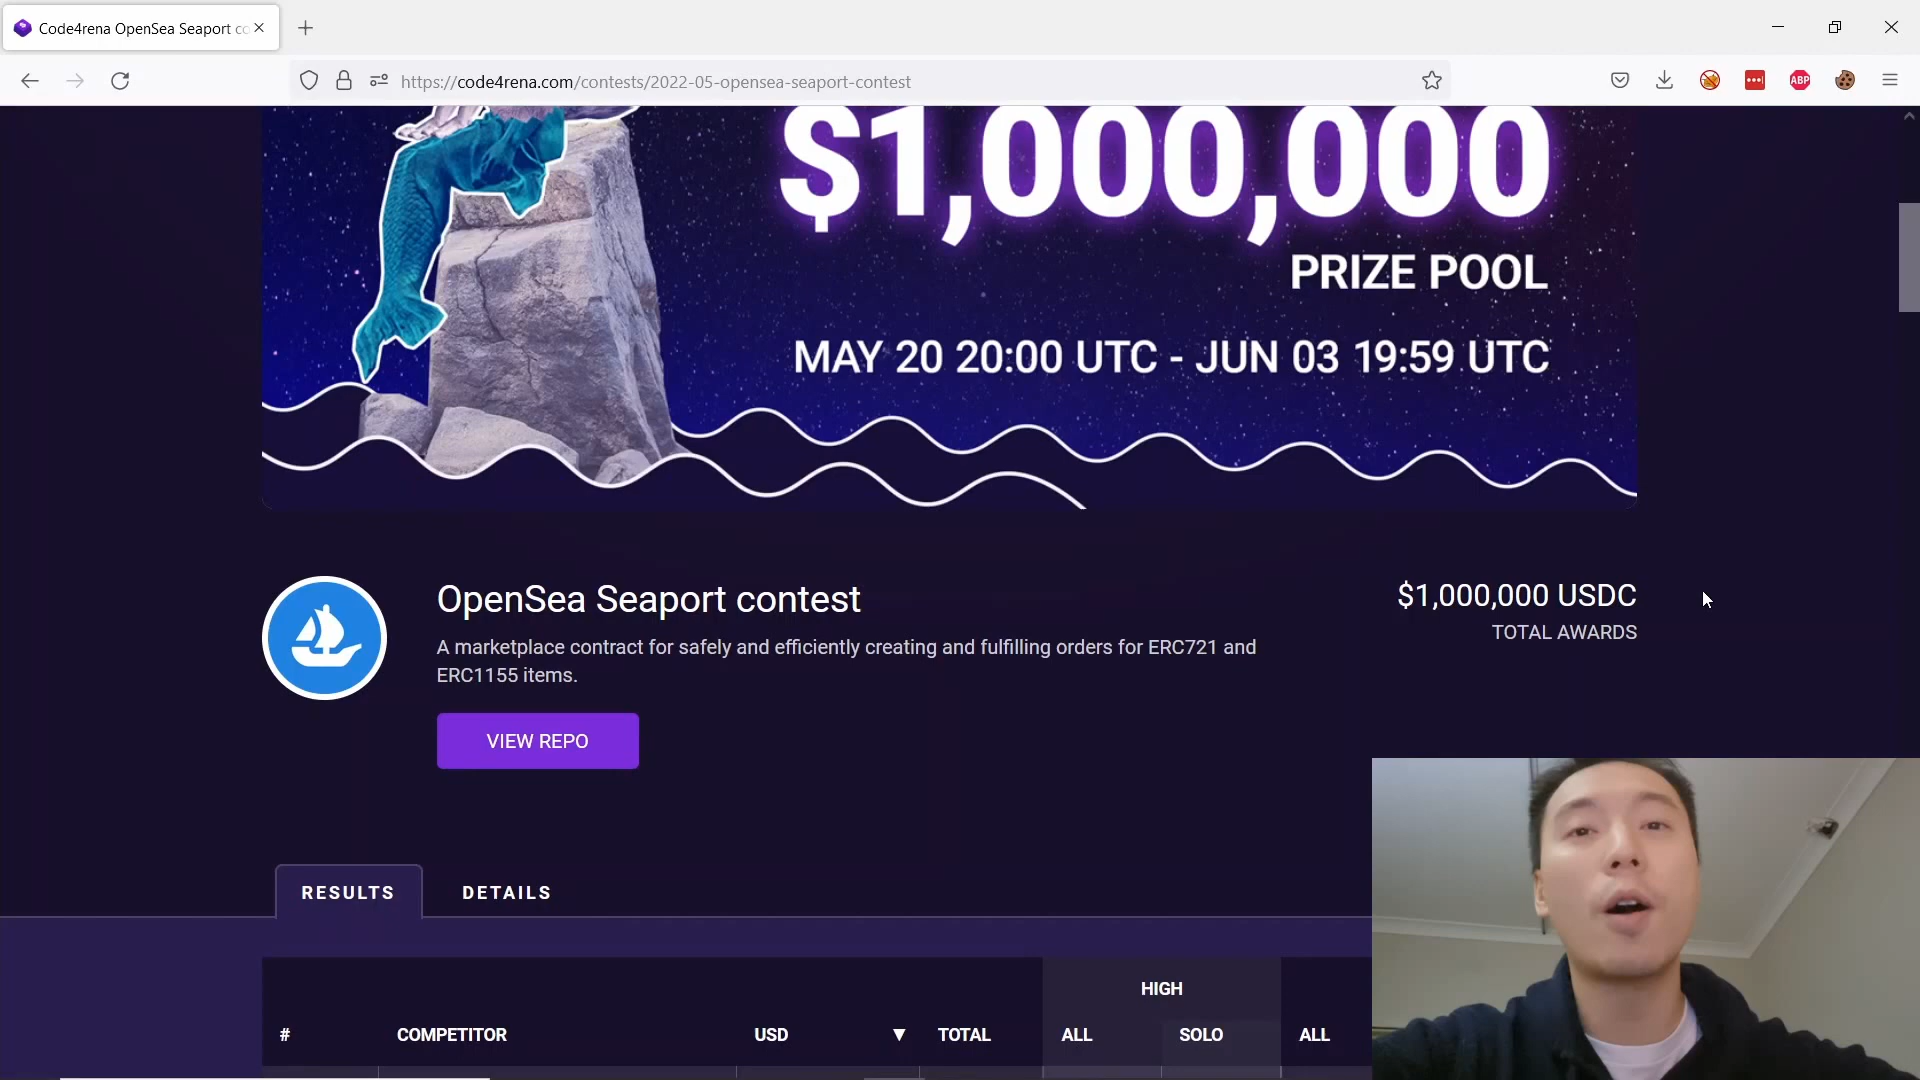 Code4rena OpenSea Seaport co
https://code4rena.com/contests/2022-05-opensea-seaport-contest
ABP
$1,000,000
PRIZE POOL
MAY 20 20:00 UTC - JUN 03 19:59 UTC
OpenSea Seaport contest
$1,000,000 USDC
TOTAL AWARDS
A marketplace contract for safely and efficiently creating and fulfilling orders for ERC721 and
ERC1155 items.
VIEW REPO
RESULTS DETAILS
HIGH
# COMPETITOR USD ▼ TOTAL ALL SOLO ALL